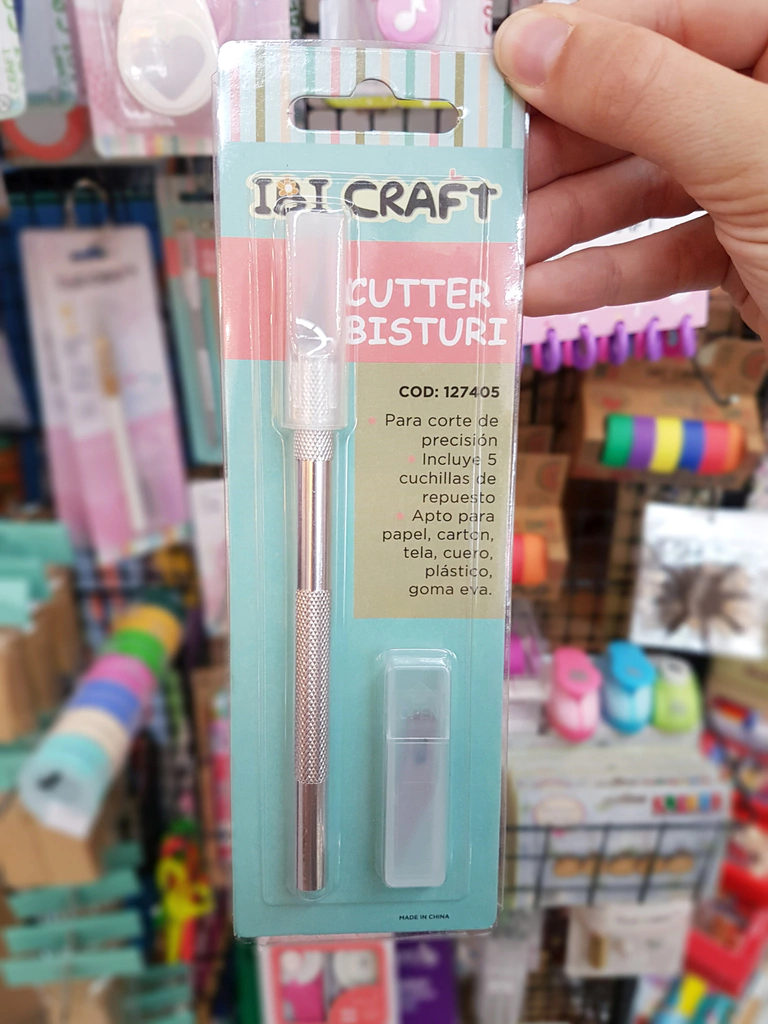 IBI CRAFT
CUTTER
BISTURI
COD: 127405
Para corte de
precisión
Incluye 5
cuchillas de
repuesto
Apto para
papel, carton,
tela, cuero,
plástico,
goma eva.
MADE IN CHINA